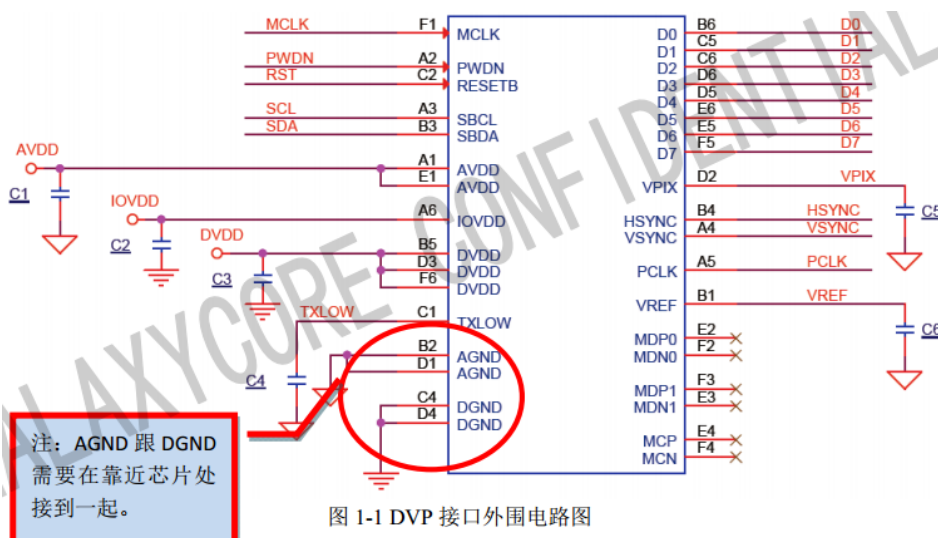 MCLK F1 MCLK D0 B6 D0
D1 C5 D1
PWDN A2 PWDN D2 C6 D2
RST C2 RESETB D3 D6 D3
D4 D5 D4
SCL A3 SBCL D5 E6 D5
SDA B3 SBDA D6 E5 D6
D7 F5 D7
AVDD A1 AVDD
E1 AVDD VPIX D2 VPIX
C1 C5
IOVDD A6 IOVDD HSYNC B4 HSYNC
VSYNC A4 VSYNC
C2
DVDD B5 DVDD
D3 DVDD PCLK A5 PCLK
F6 DVDD
C3
TXLOW C1 TXLOW VREF B1 VREF
C6
B2 AGND MDP0 E2
D1 AGND MDN0 F2
C4
C4 DGND MDP1 F3
D4 DGND MDN1 E3
MCP E4
MCN F4
注：AGND 跟 DGND
需要在靠近芯片处
接到一起。
图 1-1 DVP 接口外围电路图
GALAXYCORE CONFIDENTIAL